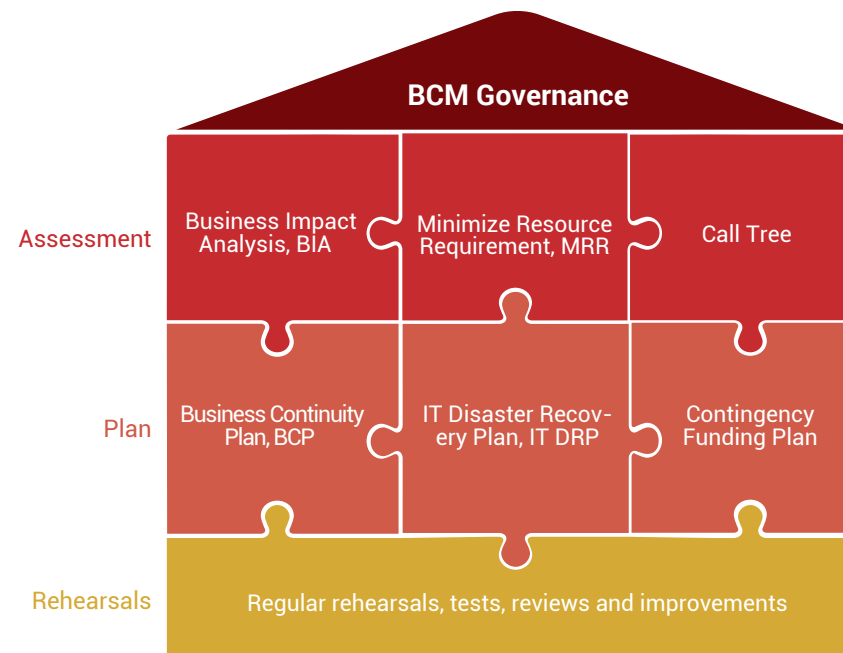 BCM Governance
Assessment
Business Impact
Analysis, BIA
Minimize Resource
Requirement, MRR
Call Tree
Plan
Business Continuity
Plan, BCP
IT Disaster Recov-
ery Plan, IT DRP
Contingency
Funding Plan
Rehearsals
Regular rehearsals, tests, reviews and improvements